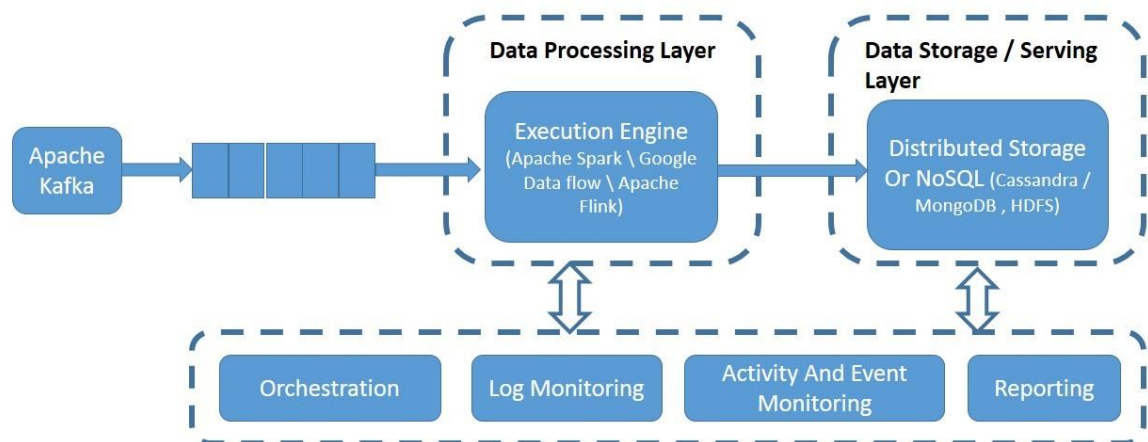 Data Processing Layer
Data Storage / Serving
Layer
Apache
Kafka
Execution Engine
(Apache Spark \ Google
Data flow \ Apache
Flink)
Distributed Storage
Or NoSQL (Cassandra /
MongoDB , HDFS)
Orchestration
Log Monitoring
Activity And Event
Monitoring
Reporting